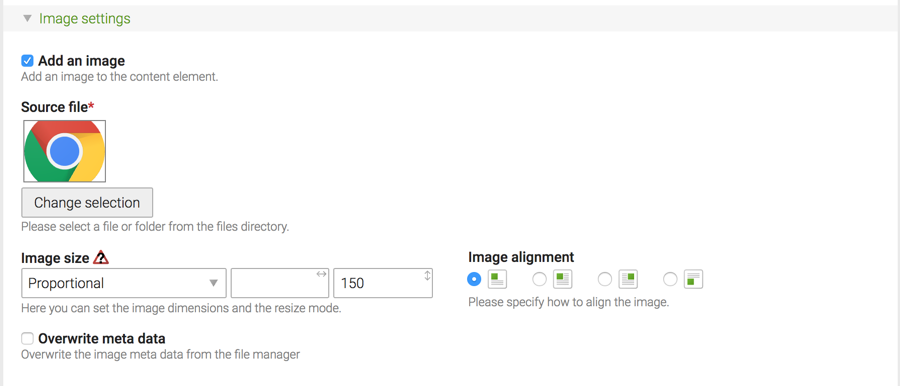 Image settings
Add an image
Add an image to the content element.
Source file*
Change selection
Please select a file or folder from the files directory.
Image size
Proportional
150
Here you can set the image dimensions and the resize mode.
Image alignment
Please specify how to align the image.
Overwrite meta data
Overwrite the image meta data from the file manager